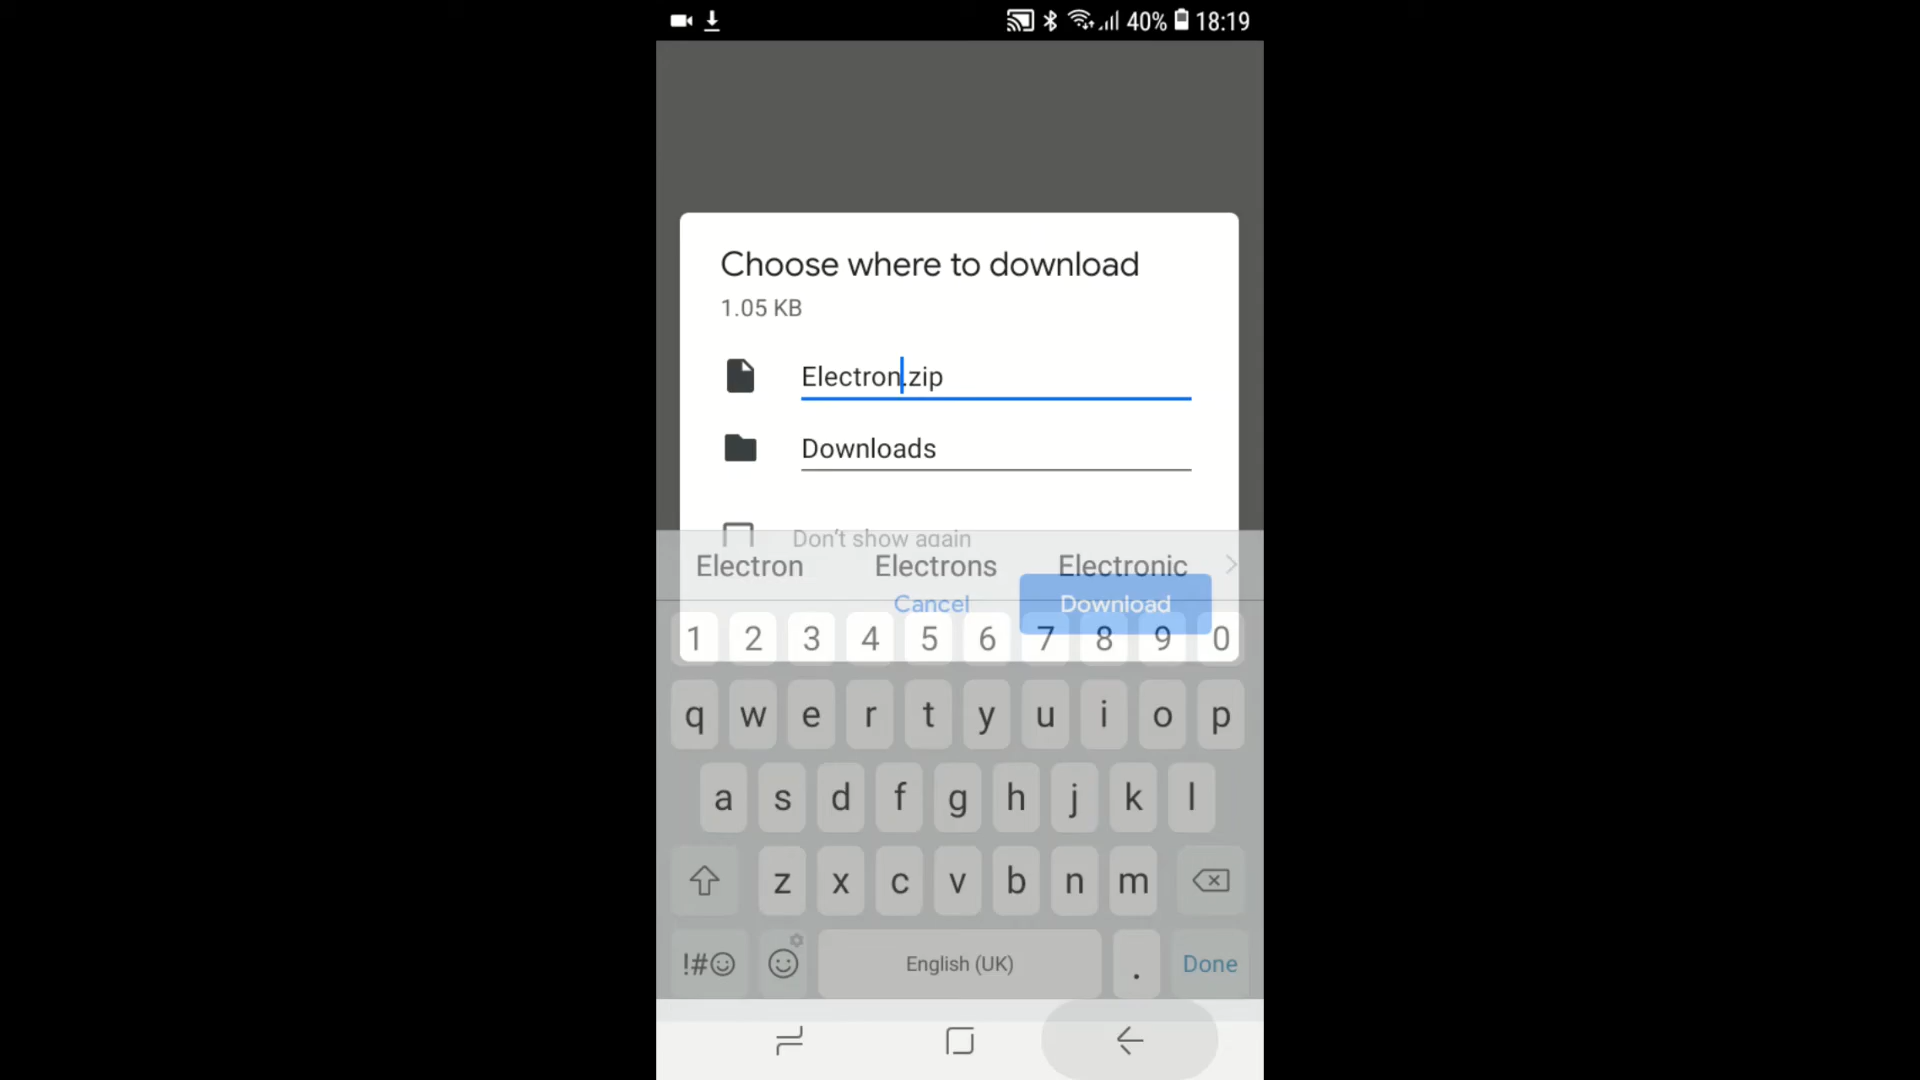 40% 18:19
Choose where to download
1.05 KB
Electron.zip
Downloads
Don't show again
Electron Electrons Electronic
Cancel Download
1 2 3 4 5 6 7 8 9 0
q w e r t y u i o p
a s d f g h j k l
z x c v b n m
!#☺ English (UK) . Done